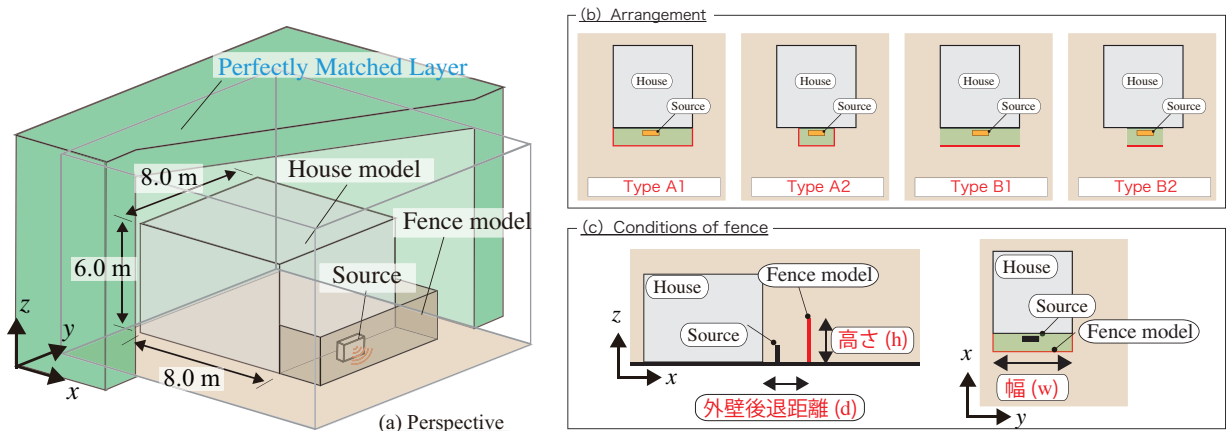 Perfectly Matched Layer
8.0 m
House model
Fence model
6.0 m
Source
z
y
x
8.0 m
(a) Perspective
(b) Arrangement
House
Source
Type A1
House
Source
Type A2
House
Source
Type B1
House
Source
Type B2
(c) Conditions of fence
House
Fence model
Source
高さ (h)
z
x
外壁後退距離 (d)
House
Source
Fence model
幅 (w)
x
y